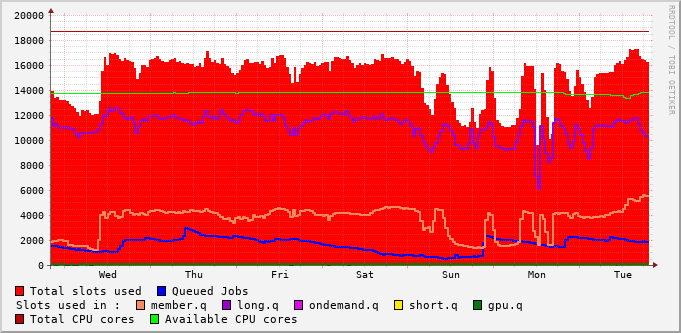 20000
18000
16000
14000
12000
10000
8000
6000
4000
2000
0
Wed Thu Fri Sat Sun Mon Tue
RRDTOOL / TOBI OETIKER
Total slots used Queued Jobs
Slots used in : member.q long.q ondemand.q short.q gpu.q
Total CPU cores Available CPU cores